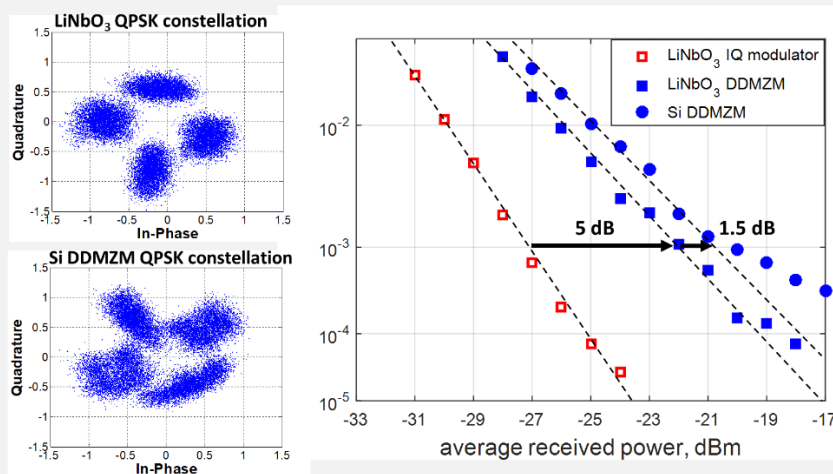 LiNbO₃ QPSK constellation
Quadrature
1.5
1
0.5
0
-0.5
-1
-1.5
-1.5 -1 -0.5 0 0.5 1 1.5
In-Phase
Si DDMZM QPSK constellation
Quadrature
1.5
1
0.5
0
-0.5
-1
-1.5
-1.5 -1 -0.5 0 0.5 1 1.5
In-Phase
LiNbO₃ IQ modulator
LiNbO₃ DDMZM
Si DDMZM
10⁻²
10⁻³
10⁻⁴
10⁻⁵
5 dB
1.5 dB
-33 -31 -29 -27 -25 -23 -21 -19 -17
average received power, dBm